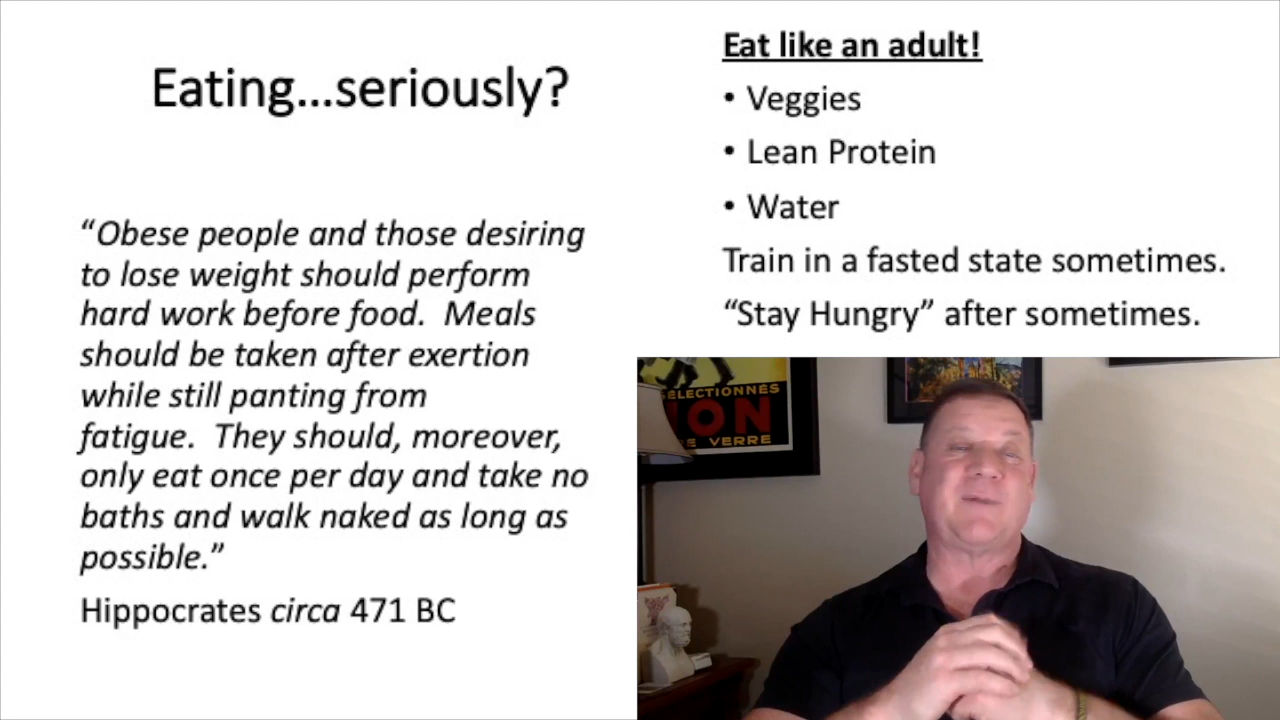 Eating...seriously?
“Obese people and those desiring
to lose weight should perform
hard work before food.  Meals
should be taken after exertion
while still panting from
fatigue.  They should, moreover,
only eat once per day and take no
baths and walk naked as long as
possible.”
Hippocrates circa 471 BC
Eat like an adult!
• Veggies
• Lean Protein
• Water
Train in a fasted state sometimes.
“Stay Hungry” after sometimes.
SÉLECTIONNÉS
ION
VERRE